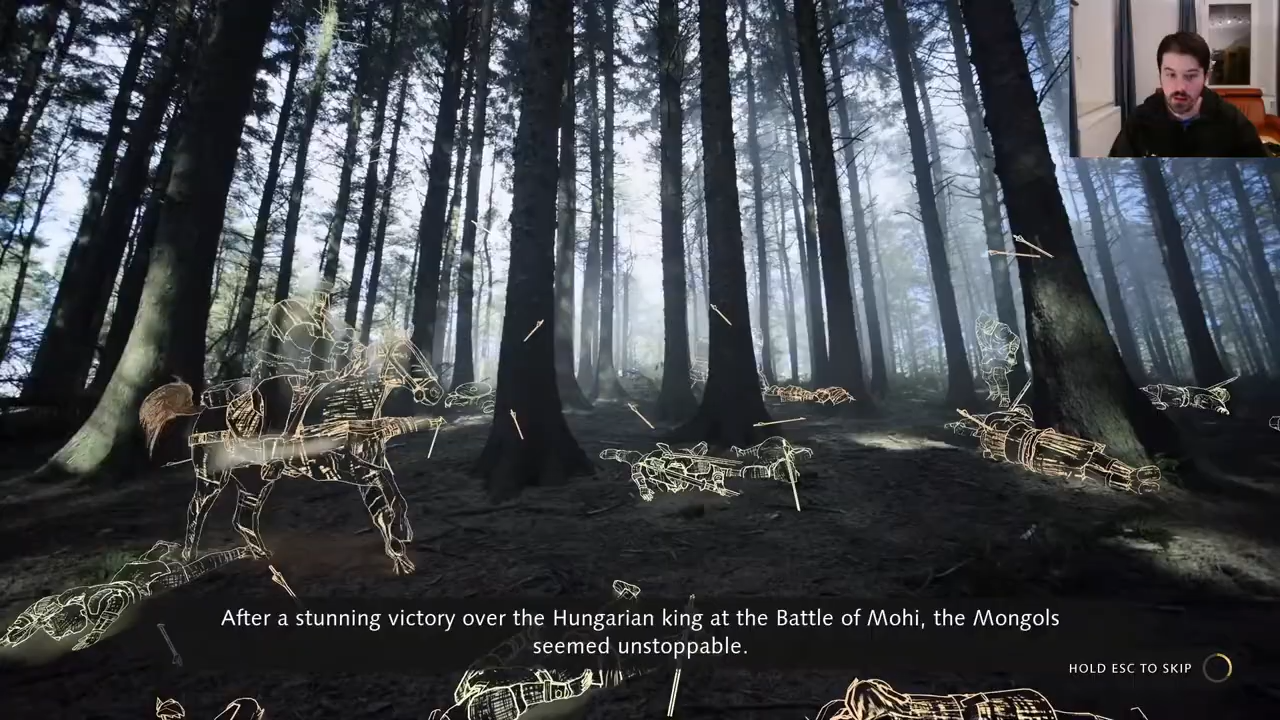 After a stunning victory over the Hungarian king at the Battle of Mohi, the Mongols
seemed unstoppable.
HOLD ESC TO SKIP